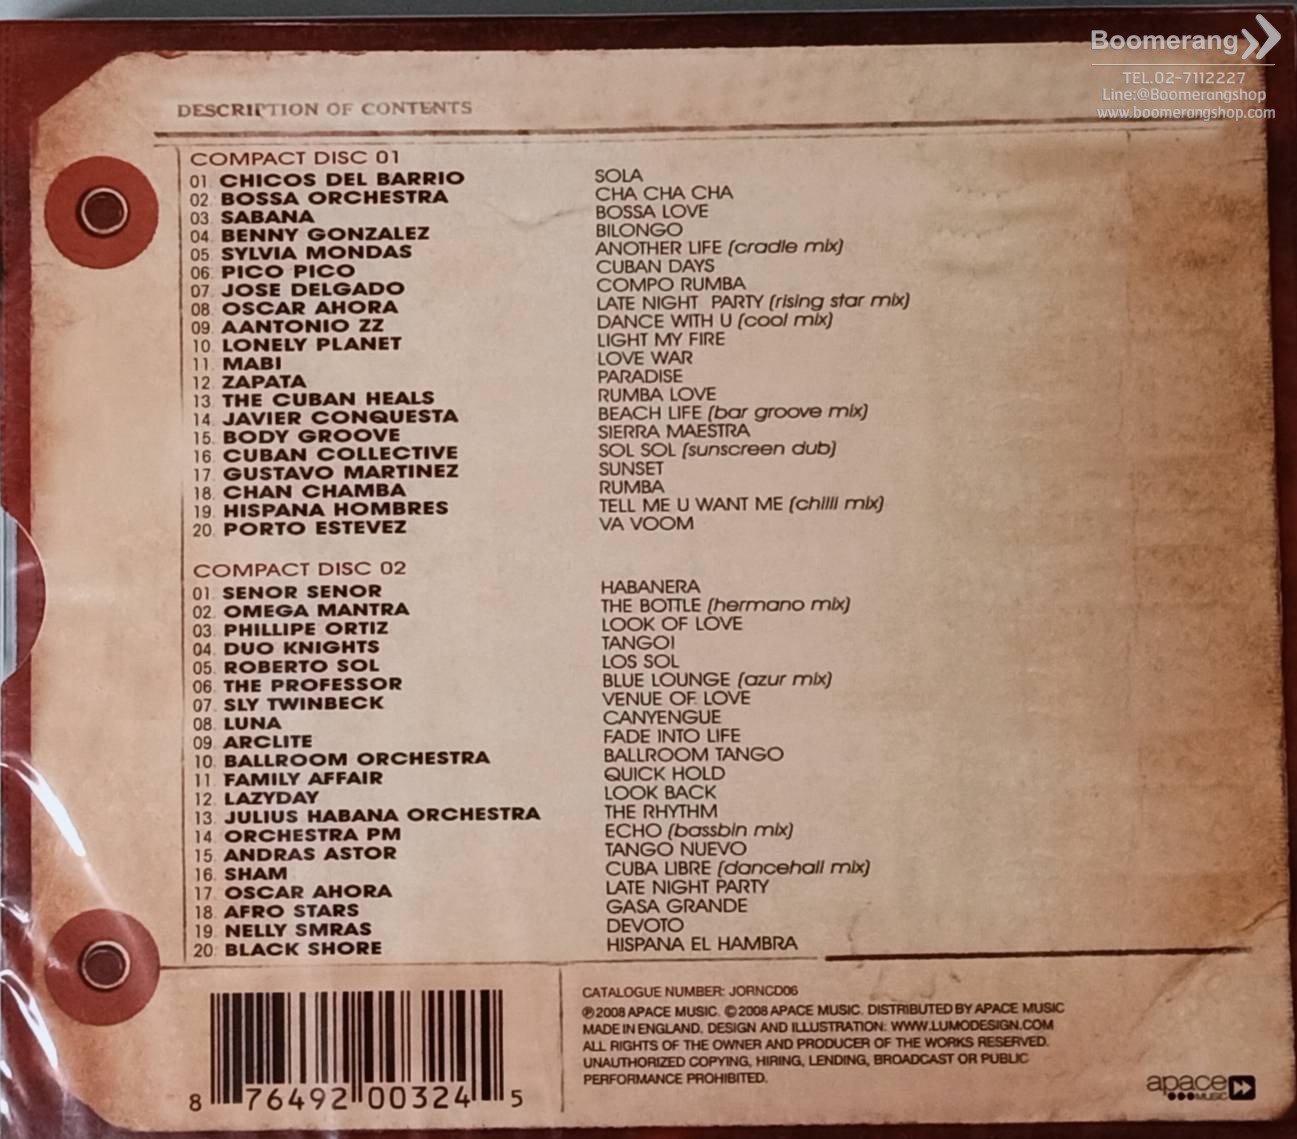 Boomerang
TEL.02-7112227
Line:@Boomerangshop
www.boomerangshop.com
DESCRIPTION OF CONTENTS
COMPACT DISC 01
01. CHICOS DEL BARRIO SOLA
02. BOSSA ORCHESTRA CHA CHA CHA
03. SABANA BOSSA LOVE
04. BENNY GONZALEZ BILONGO
05. SYLVIA MONDAS ANOTHER LIFE (cradle mix)
06. PICO PICO CUBAN DAYS
07. JOSE DELGADO COMPO RUMBA
08. OSCAR AHORA LATE NIGHT PARTY (rising star mix)
09. AANTONIO ZZ DANCE WITH U (cool mix)
10. LONELY PLANET LIGHT MY FIRE
11. MABI LOVE WAR
12. ZAPATA PARADISE
13. THE CUBAN HEALS RUMBA LOVE
14. JAVIER CONQUESTA BEACH LIFE (bar groove mix)
15. BODY GROOVE SIERRA MAESTRA
16. CUBAN COLLECTIVE SOL SOL (sunscreen dub)
17. GUSTAVO MARTINEZ SUNSET
18. CHAN CHAMBA RUMBA
19. HISPANA HOMBRES TELL ME U WANT ME (chilli mix)
20. PORTO ESTEVEZ VA VOOM
COMPACT DISC 02
01. SENOR SENOR HABANERA
02. OMEGA MANTRA THE BOTTLE (hermano mix)
03. PHILLIPE ORTIZ LOOK OF LOVE
04. DUO KNIGHTS TANGO!
05. ROBERTO SOL LOS SOL
06. THE PROFESSOR BLUE LOUNGE (azur mix)
07. SLY TWINBECK VENUE OF LOVE
08. LUNA CANYENGUE
09. ARCLITE FADE INTO LIFE
10. BALLROOM ORCHESTRA BALLROOM TANGO
11. FAMILY AFFAIR QUICK HOLD
12. LAZYDAY LOOK BACK
13. JULIUS HABANA ORCHESTRA THE RHYTHM
14. ORCHESTRA PM ECHO (bassbin mix)
15. ANDRAS ASTOR TANGO NUEVO
16. SHAM CUBA LIBRE (dancehall mix)
17. OSCAR AHORA LATE NIGHT PARTY
18. AFRO STARS GASA GRANDE
19. NELLY SMRAS DEVOTO
20. BLACK SHORE HISPANA EL HAMBRA
CATALOGUE NUMBER: JORNCD06
℗2008 APACE MUSIC. ©2008 APACE MUSIC. DISTRIBUTED BY APACE MUSIC
MADE IN ENGLAND. DESIGN AND ILLUSTRATION: WWW.LUMODESIGN.COM
ALL RIGHTS OF THE OWNER AND PRODUCER OF THE WORKS RESERVED.
UNAUTHORIZED COPYING, HIRING, LENDING, BROADCAST OR PUBLIC
PERFORMANCE PROHIBITED.
8 76492 00324 5
apace
MUSIC